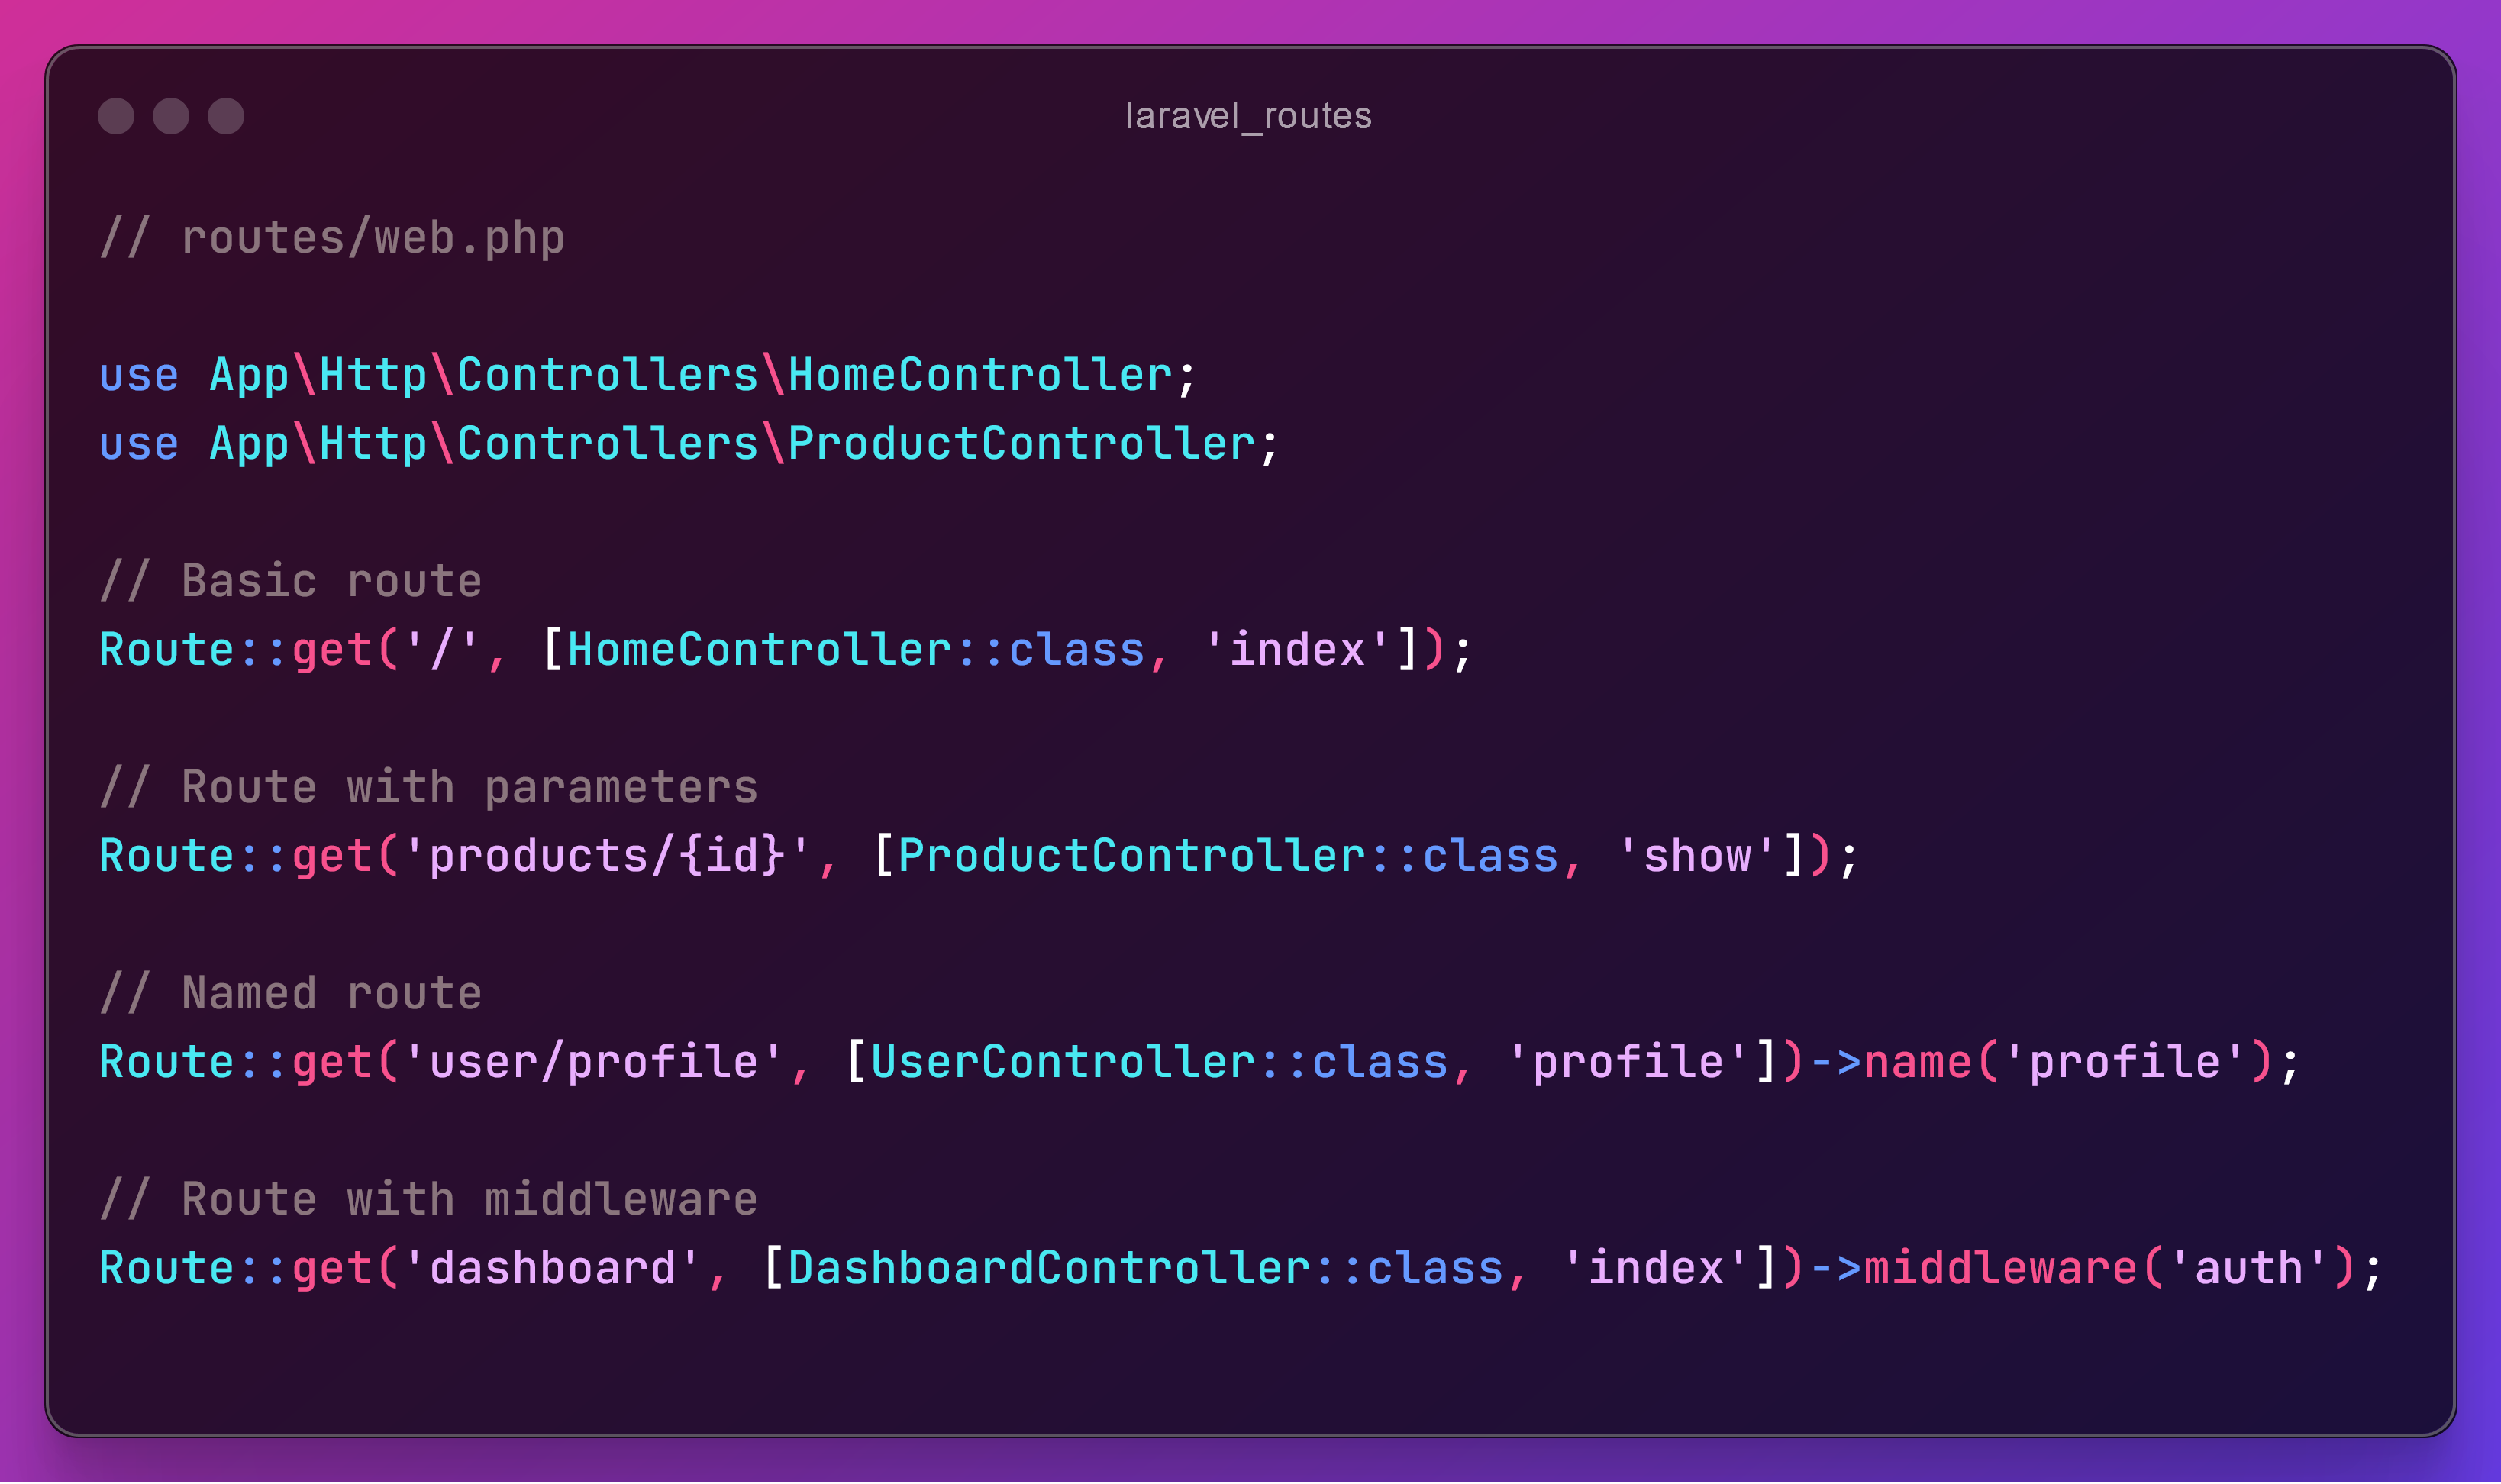 laravel_routes
// routes/web.php
use App\Http\Controllers\HomeController;
use App\Http\Controllers\ProductController;
// Basic route
Route::get('/', [HomeController::class, 'index']);
// Route with parameters
Route::get('products/{id}', [ProductController::class, 'show']);
// Named route
Route::get('user/profile', [UserController::class, 'profile'])->name('profile');
// Route with middleware
Route::get('dashboard', [DashboardController::class, 'index'])->middleware('auth');